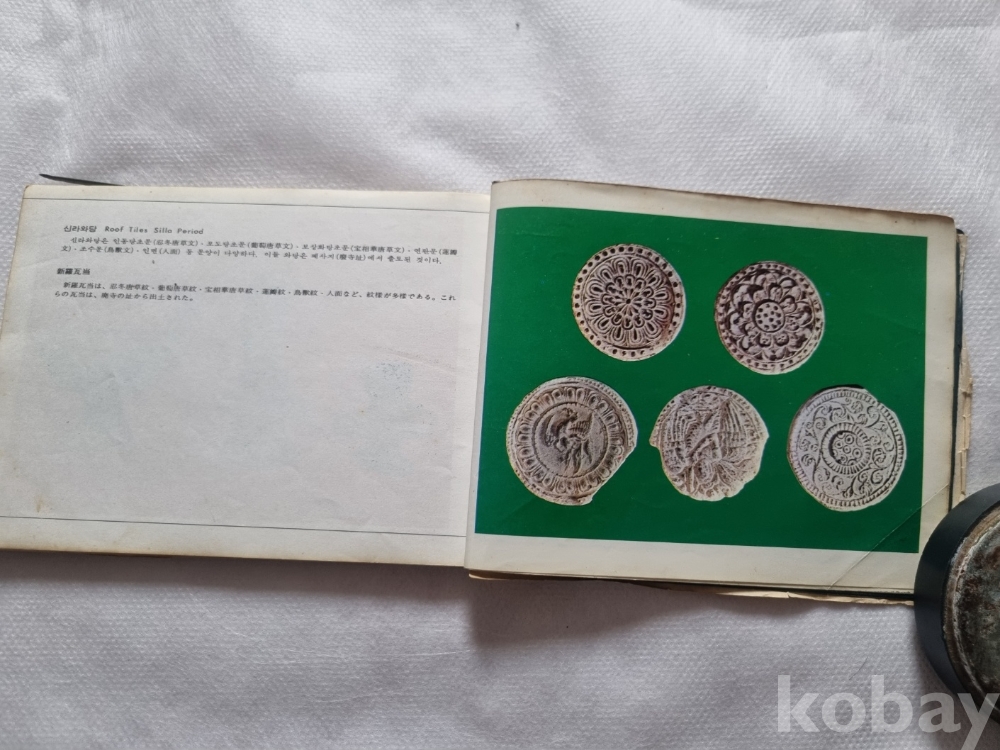 신라와당 Roof Tiles Silla Period
신라와당은 인동당초문(忍冬唐草文)·포도당초문(葡萄唐草文)·보상화당초문(宝相華唐草文)·연판문(蓮瓣
文)·조수문(鳥獸文)·인면(人面) 등 문양이 다양하다. 이들 와당은 폐사지(廢寺址)에서 출토된 것이다.
新羅瓦当
新羅瓦当は、忍冬唐草紋·葡萄唐草紋·宝相華唐草紋·蓮瓣紋·鳥獸紋·人面など、紋様が多様である。これ
らの瓦当は、廃寺の址から出土された。
kobay